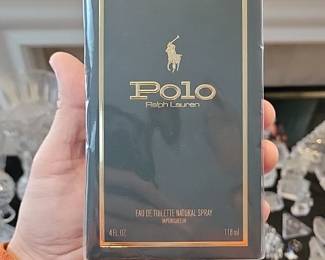 Polo
Ralph Lauren
EAU DE TOILETTE NATURAL SPRAY
VAPORISATEUR
4 FL. OZ 118 ml